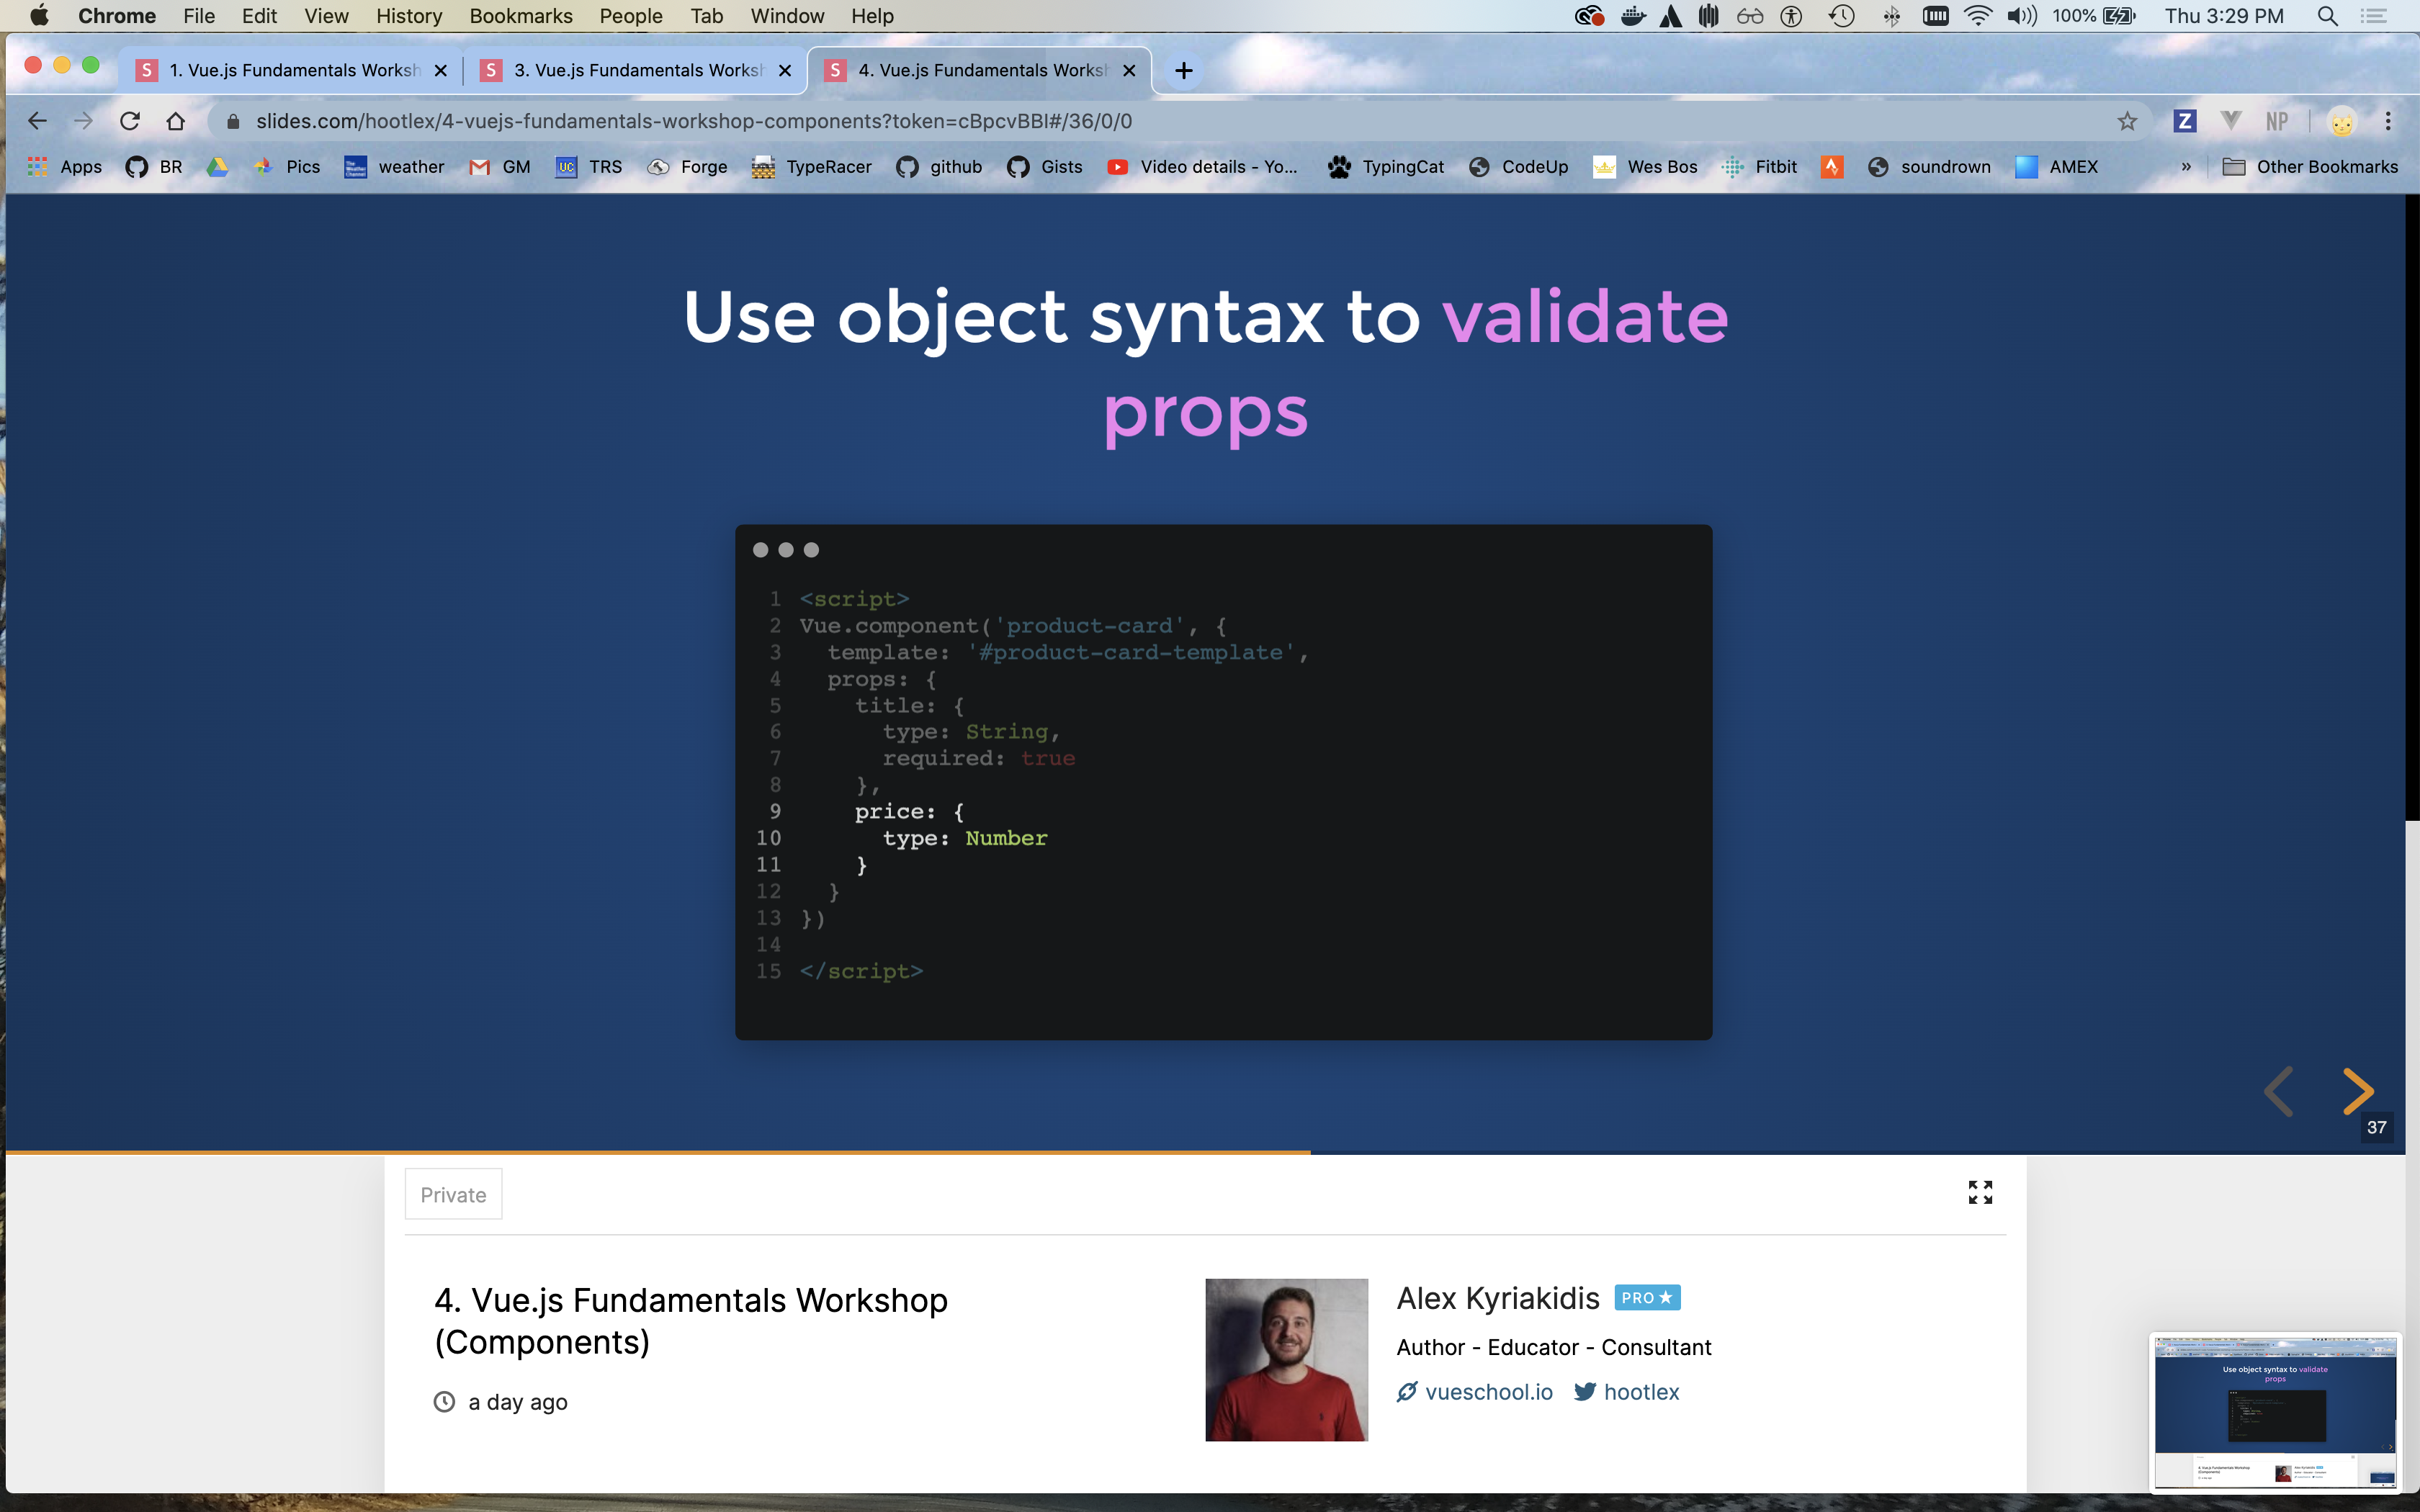 Chrome File Edit View History Bookmarks People Tab Window Help 100% Thu 3:29 PM
S 1. Vue.js Fundamentals Worksh S 3. Vue.js Fundamentals Worksh S 4. Vue.js Fundamentals Worksh
slides.com/hootlex/4-vuejs-fundamentals-workshop-components?token=cBpcvBBI#/36/0/0 Z NP
Apps BR Pics weather GM UC TRS Forge TypeRacer github Gists Video details - Yo... TypingCat CodeUp Wes Bos Fitbit soundrown AMEX » Other Bookmarks
Use object syntax to validate
props
1 <script>
2 Vue.component('product-card', {
3 template: '#product-card-template',
4 props: {
5 title: {
6 type: String,
7 required: true
8 },
9 price: {
10 type: Number
11 }
12 }
13 })
14
15 </script>
37
Private
4. Vue.js Fundamentals Workshop
(Components)
a day ago
Alex Kyriakidis PRO
Author - Educator - Consultant
vueschool.io hootlex
Use object syntax to validate
props